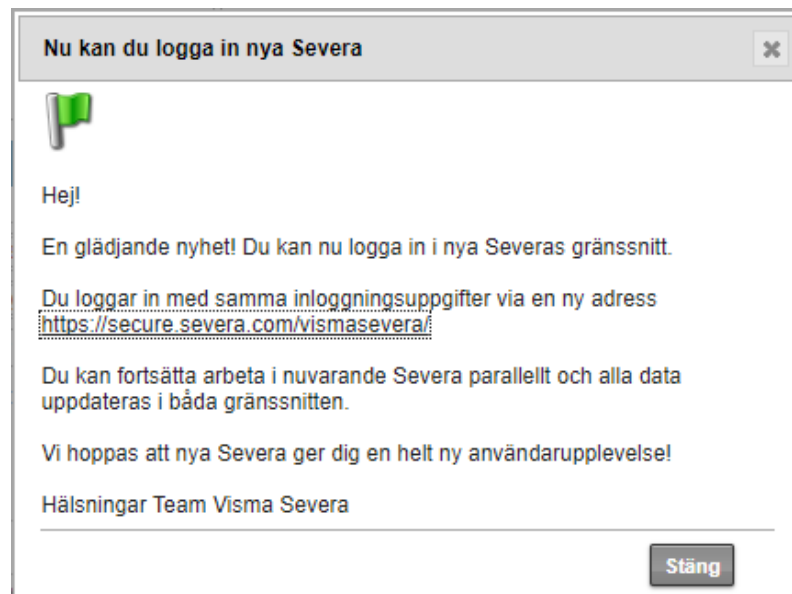 Nu kan du logga in nya Severa
Hej!
En glädjande nyhet! Du kan nu logga in i nya Severas gränssnitt.
Du loggar in med samma inloggningsuppgifter via en ny adress
https://secure.severa.com/vismasevera/
Du kan fortsätta arbeta i nuvarande Severa parallellt och alla data
uppdateras i båda gränssnitten.
Vi hoppas att nya Severa ger dig en helt ny användarupplevelse!
Hälsningar Team Visma Severa
Stäng